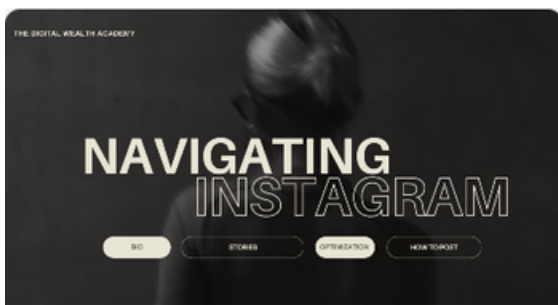 THE DIGITAL WEALTH ACADEMY
NAVIGATING
INSTAGRAM
BIO STORIES OPTIMIZATION HOW TO POST